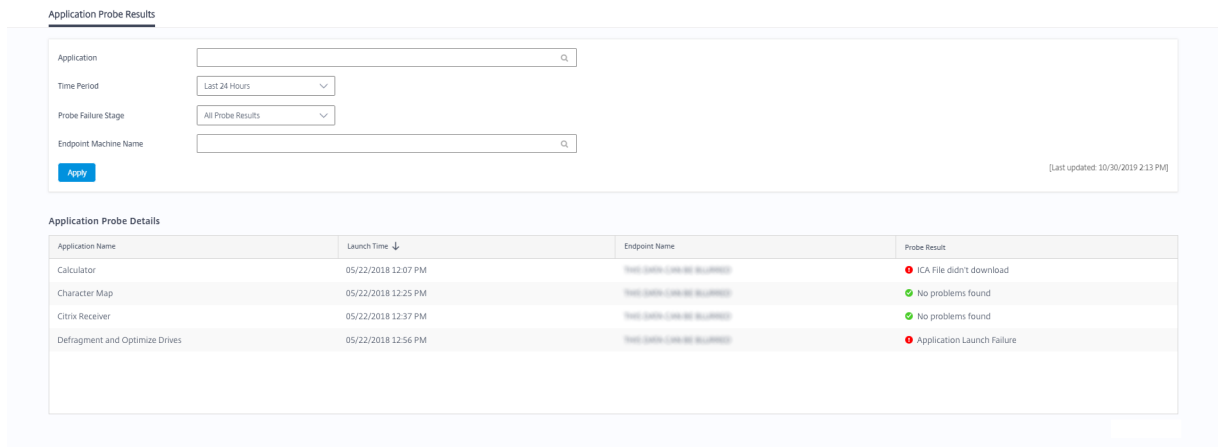 Application Probe Results
Application
Time Period Last 24 Hours
Probe Failure Stage All Probe Results
Endpoint Machine Name
Apply [Last updated: 10/30/2019 2:13 PM]
Application Probe Details
Application Name Launch Time Endpoint Name Probe Result
Calculator 05/22/2018 12:07 PM ICA File didn't download
Character Map 05/22/2018 12:25 PM No problems found
Citrix Receiver 05/22/2018 12:37 PM No problems found
Defragment and Optimize Drives 05/22/2018 12:56 PM Application Launch Failure